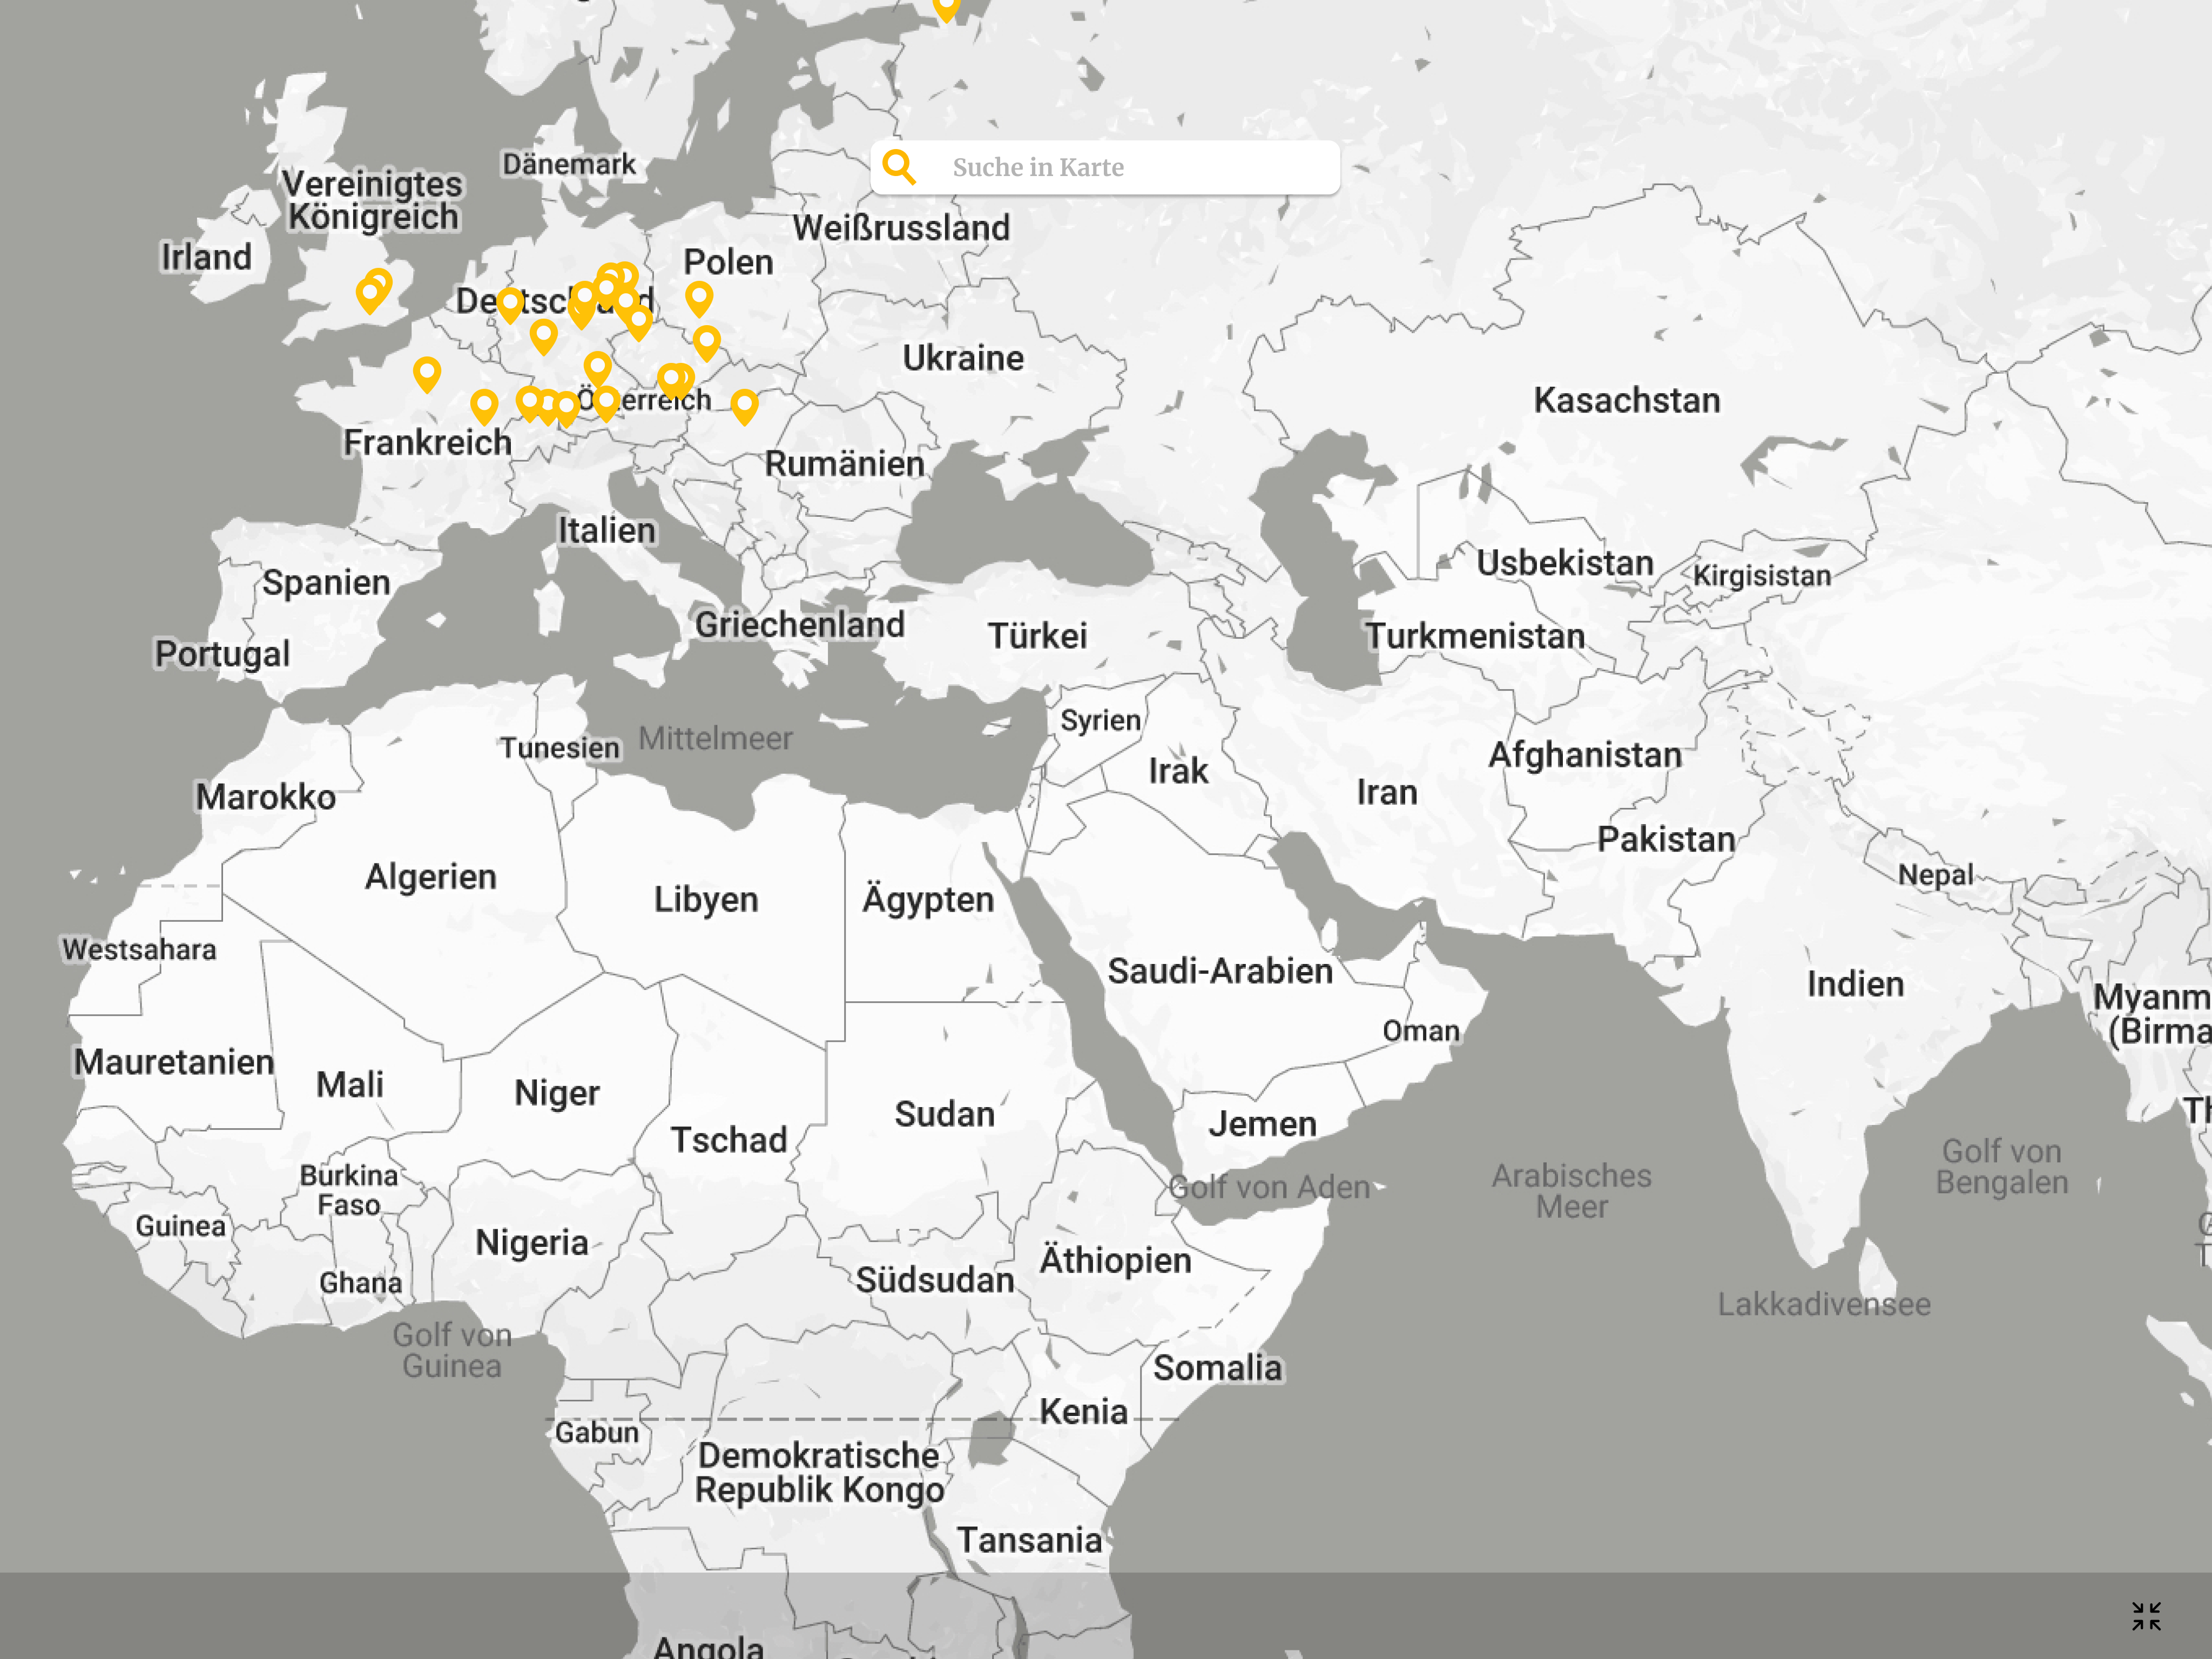 Dänemark
Suche in Karte
Vereinigtes
Königreich
Weißrussland
Irland
Polen
Deutschland
Ukraine
Österreich
Kasachstan
Frankreich
Rumänien
Italien
Usbekistan
Kirgisistan
Spanien
Griechenland
Türkei
Turkmenistan
Portugal
Syrien
Mittelmeer
Tunesien
Afghanistan
Irak
Iran
Marokko
Pakistan
Algerien
Nepal
Libyen
Ägypten
Westsahara
Saudi-Arabien
Indien
Myanm
(Birma
Oman
Mauretanien
Mali
Niger
Sudan
Th
Jemen
Tschad
Golf von
Bengalen
Burkina
Faso
Arabisches
Meer
Golf von Aden
Guinea
Nigeria
Äthiopien
Ghana
Südsudan
Lakkadivensee
Golf von
Guinea
Somalia
Kenia
Gabun
Demokratische
Republik Kongo
Tansania
Angola